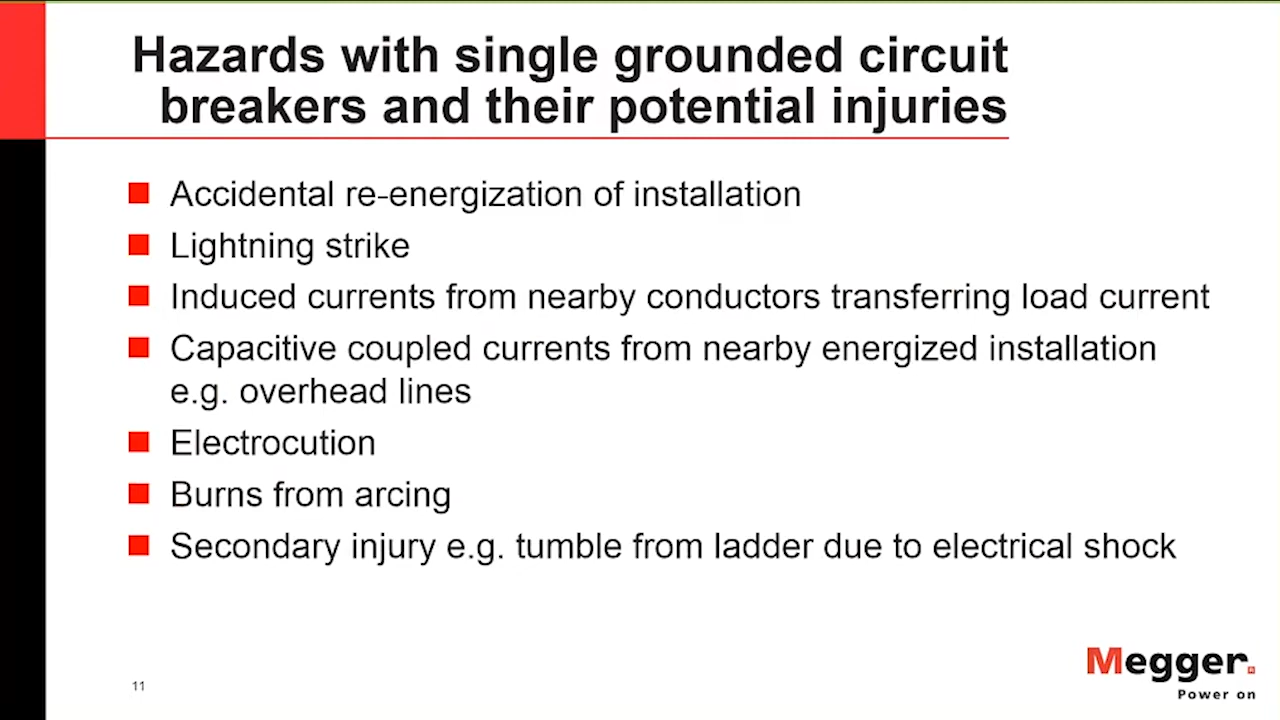 Hazards with single grounded circuit
breakers and their potential injuries
Accidental re-energization of installation
Lightning strike
Induced currents from nearby conductors transferring load current
Capacitive coupled currents from nearby energized installation
e.g. overhead lines
Electrocution
Burns from arcing
Secondary injury e.g. tumble from ladder due to electrical shock
Megger.
Power on
11